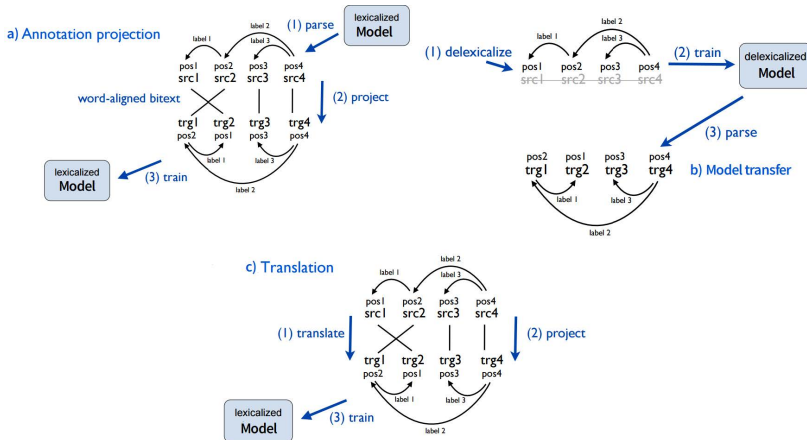 a) Annotation projection
(1) parse
lexicalized
Model
label 2
label 1
label 3
pos1 pos2 pos3 pos4
src1 src2 src3 src4
word-aligned bitext
(2) project
trg1 trg2 trg3 trg4
pos2 pos1 pos3 pos4
label 1
label 3
label 2
(3) train
lexicalized
Model
(1) delexicalize
label 2
label 1
label 3
pos1 pos2 pos3 pos4
src1 src2 src3 src4
(2) train
delexicalized
Model
(3) parse
pos2 pos1 pos3 pos4
trg1 trg2 trg3 trg4
label 1
label 3
label 2
b) Model transfer
c) Translation
label 2
label 1
label 3
pos1 pos2 pos3 pos4
src1 src2 src3 src4
(1) translate
(2) project
trg1 trg2 trg3 trg4
pos2 pos1 pos3 pos4
label 1
label 3
label 2
(3) train
lexicalized
Model